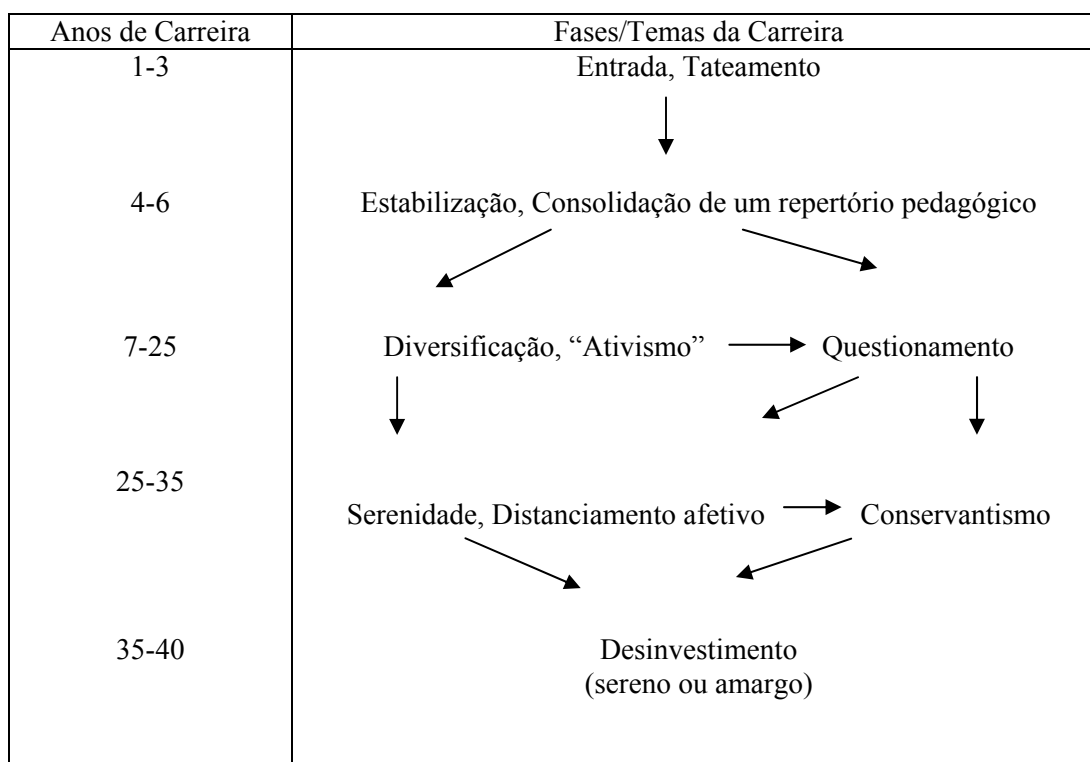 Anos de Carreira Fases/Temas da Carreira
1-3 Entrada, Tateamento
4-6 Estabilização, Consolidação de um repertório pedagógico
7-25 Diversificação, “Ativismo” Questionamento
25-35
Serenidade, Distanciamento afetivo Conservantismo
35-40 Desinvestimento
(sereno ou amargo)